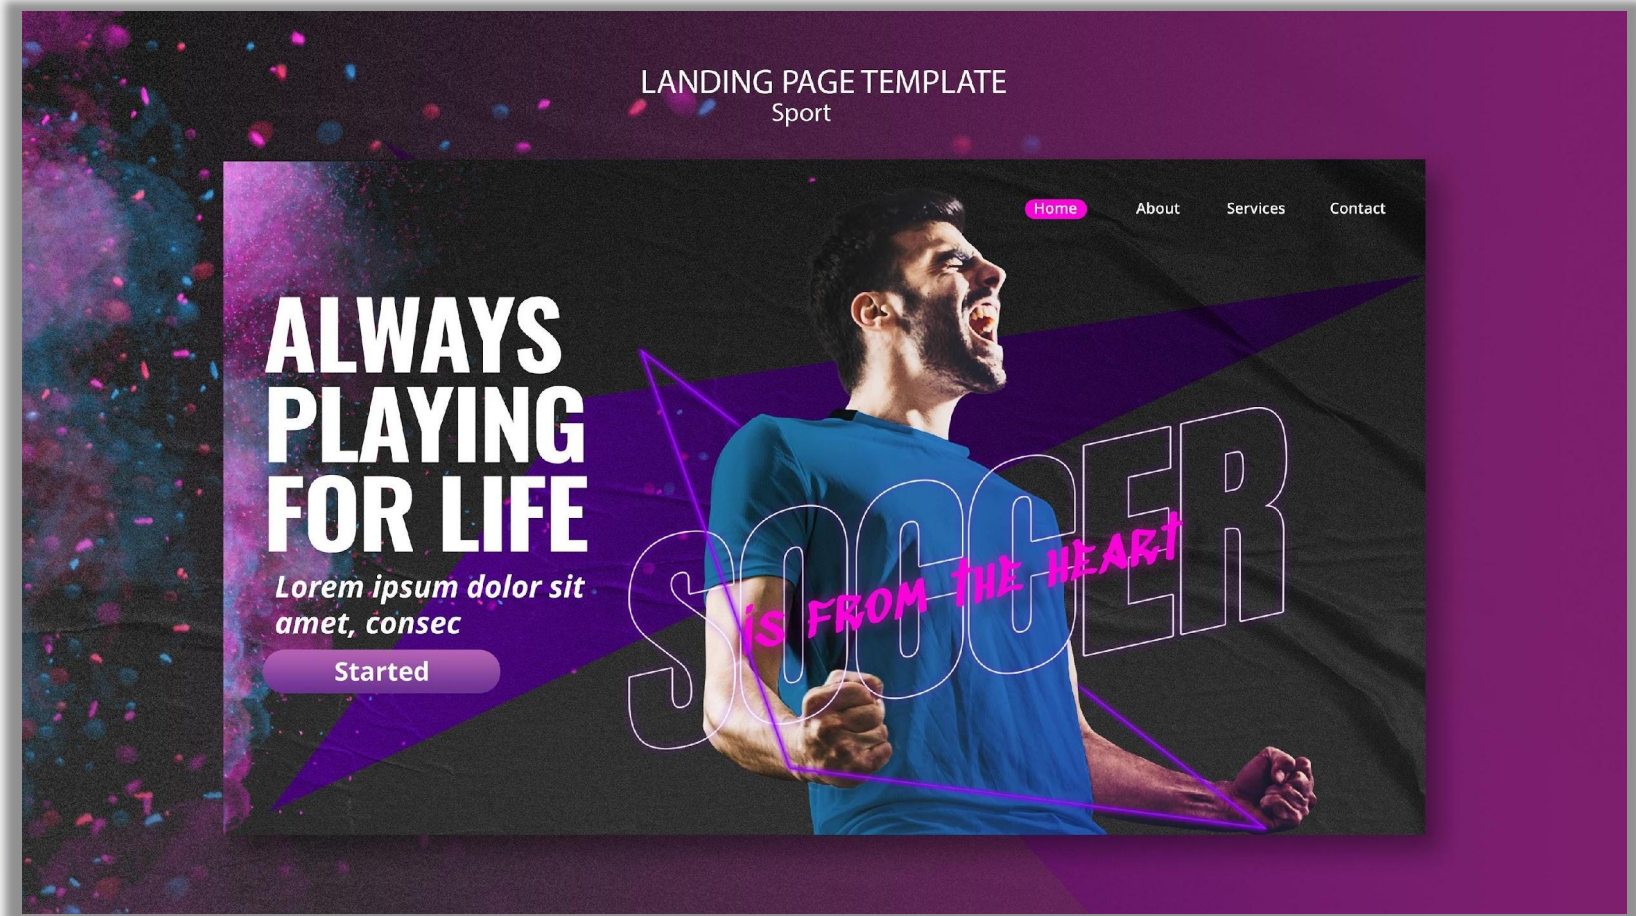 LANDING PAGE TEMPLATE
Sport
Home About Services Contact
ALWAYS
PLAYING
FOR LIFE
Lorem ipsum dolor sit
amet, consec
Started
SOCCER
is FROM THE HEART